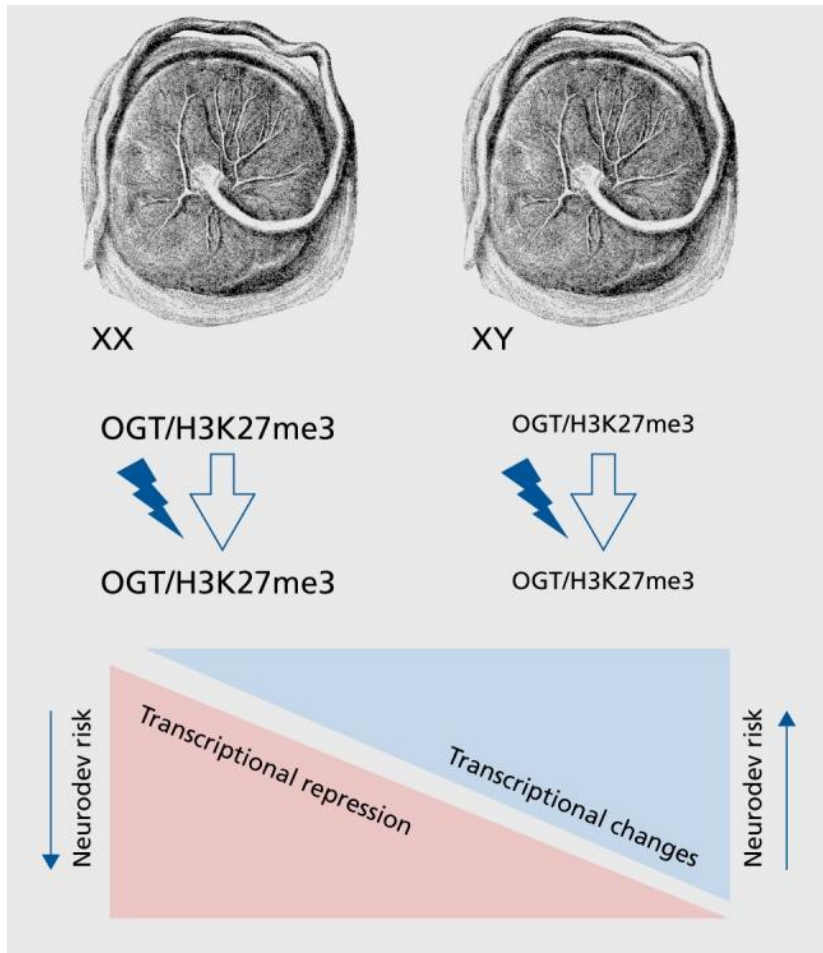 XX
XY
OGT/H3K27me3
OGT/H3K27me3
OGT/H3K27me3
OGT/H3K27me3
Neurodev risk
Transcriptional repression
Transcriptional changes
Neurodev risk